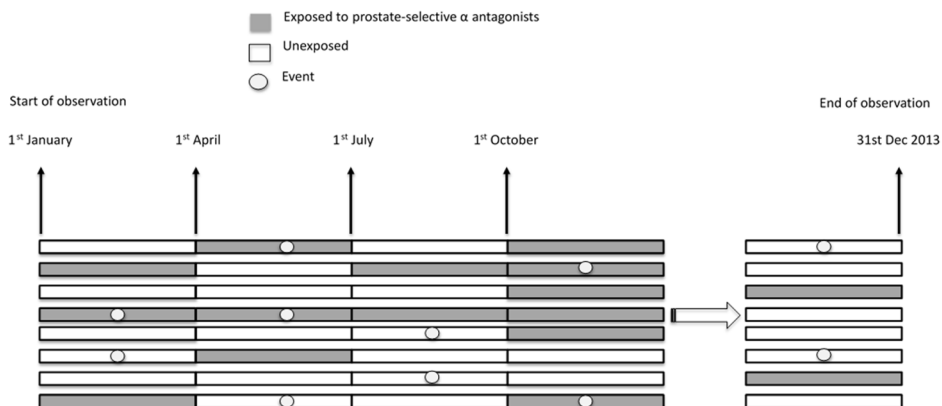 Exposed to prostate-selective α antagonists
Unexposed
Event
Start of observation
End of observation
1st January
1st April
1st July
1st October
31st Dec 2013